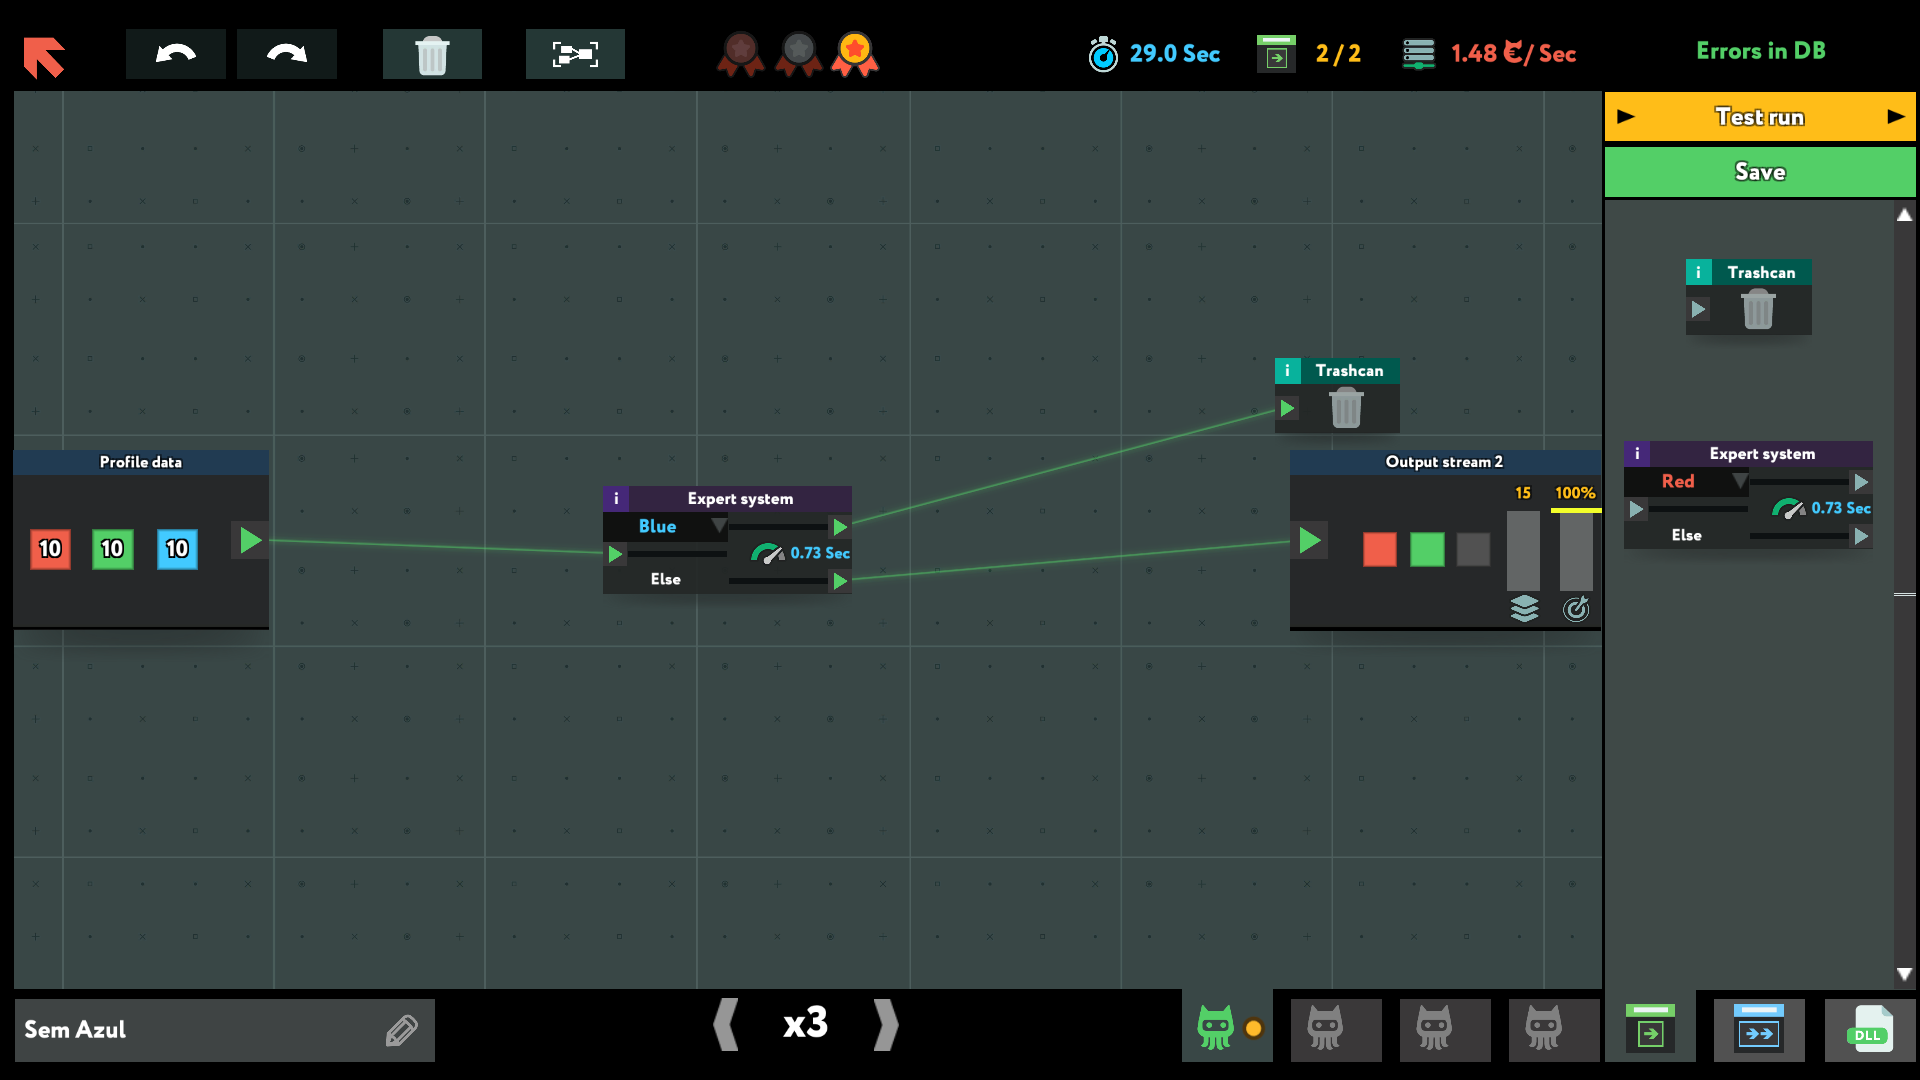 29.0 Sec
2 / 2
1.48 €/ Sec
Errors in DB
Test run
Save
i Trashcan
i Expert system
Red
0.73 Sec
Else
i Trashcan
Profile data
10 10 10
i Expert system
Blue
0.73 Sec
Else
Output stream 2
15 100%
Sem Azul
x3
DLL